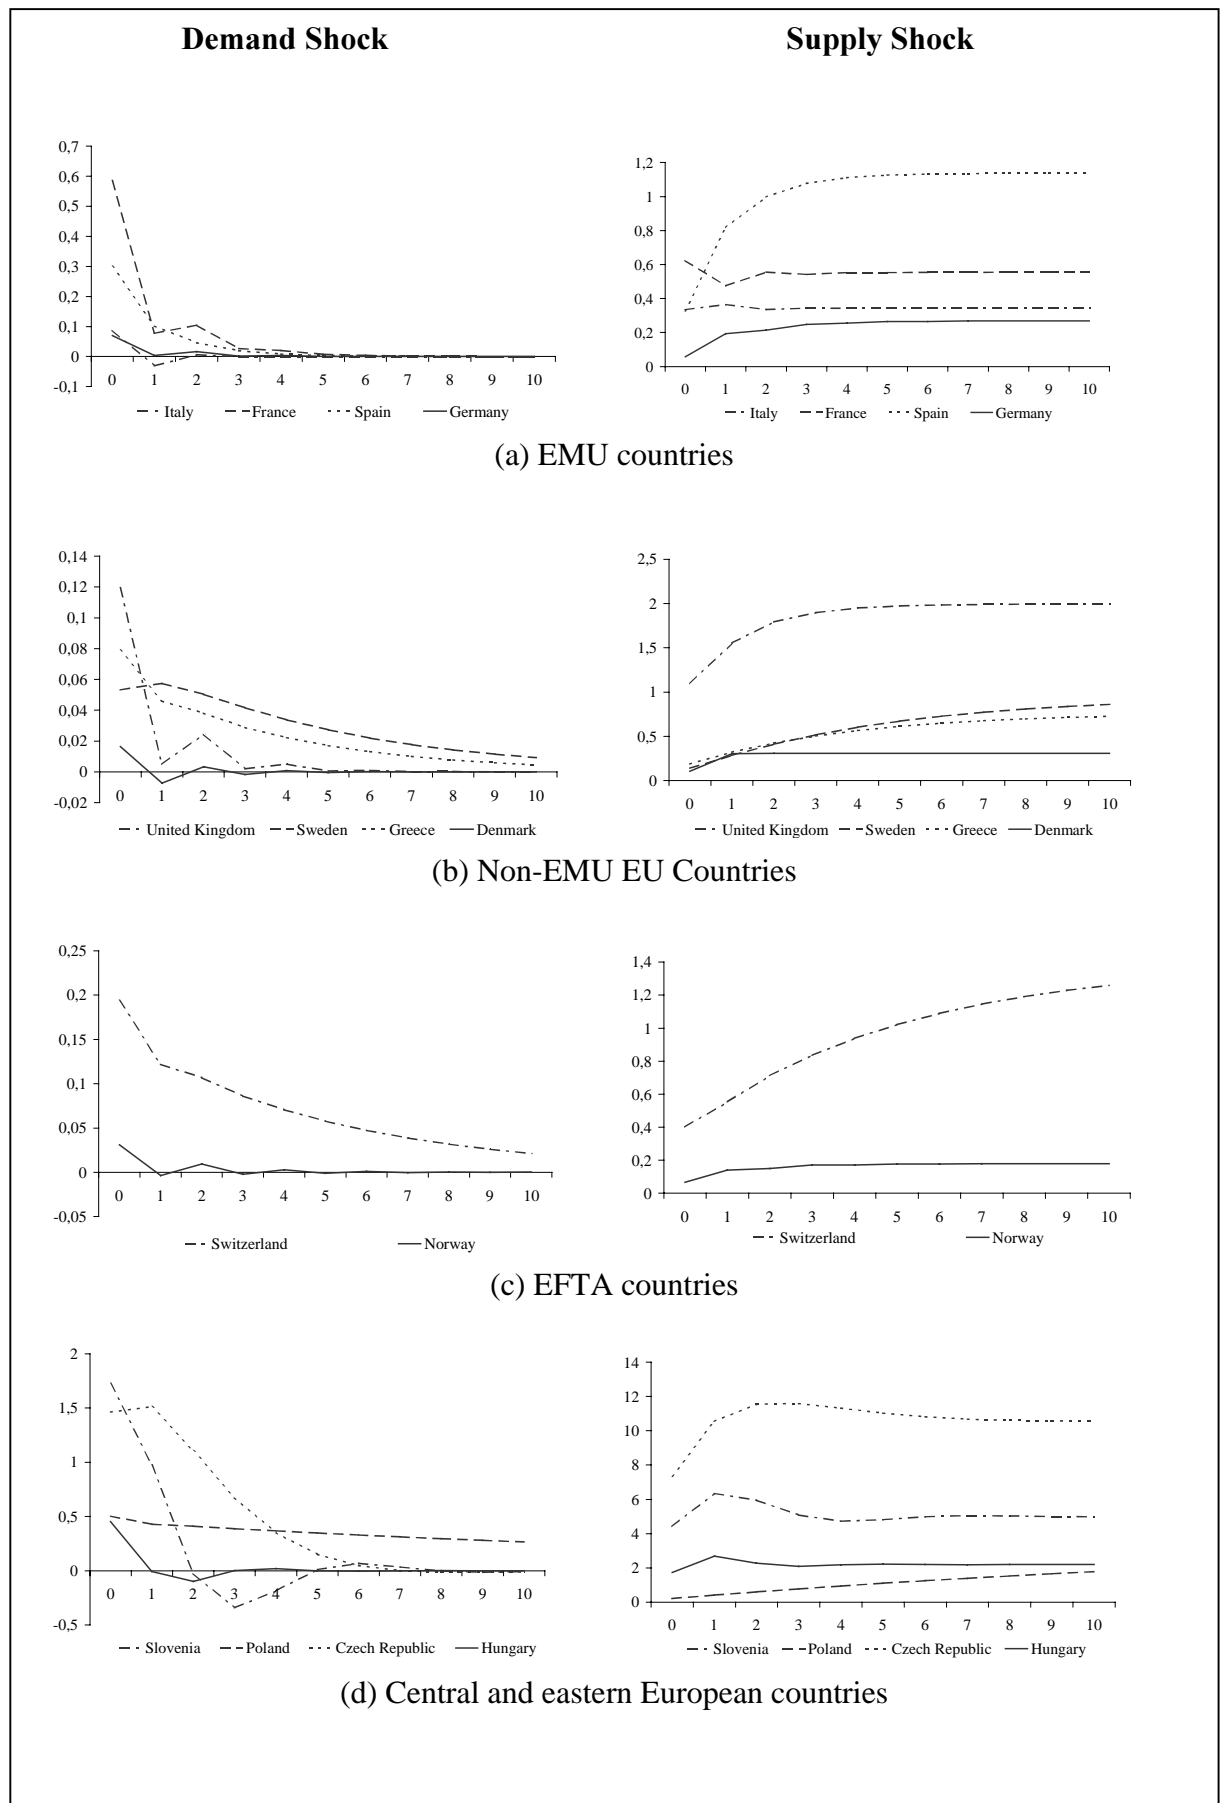 Demand Shock
Supply Shock
0,7
0,6
0,5
0,4
0,3
0,2
0,1
0
-0,1
0 1 2 3 4 5 6 7 8 9 10
Italy France Spain Germany
1,2
1
0,8
0,6
0,4
0,2
0
0 1 2 3 4 5 6 7 8 9 10
Italy France Spain Germany
(a) EMU countries
0,14
0,12
0,1
0,08
0,06
0,04
0,02
0
-0,02
0 1 2 3 4 5 6 7 8 9 10
United Kingdom Sweden Greece Denmark
2,5
2
1,5
1
0,5
0
0 1 2 3 4 5 6 7 8 9 10
United Kingdom Sweden Greece Denmark
(b) Non-EMU EU Countries
0,25
0,2
0,15
0,1
0,05
0
-0,05
0 1 2 3 4 5 6 7 8 9 10
Switzerland Norway
1,4
1,2
1
0,8
0,6
0,4
0,2
0
0 1 2 3 4 5 6 7 8 9 10
Switzerland Norway
(c) EFTA countries
2
1,5
1
0,5
0
-0,5
0 1 2 3 4 5 6 7 8 9 10
Slovenia Poland Czech Republic Hungary
14
12
10
8
6
4
2
0
0 1 2 3 4 5 6 7 8 9 10
Slovenia Poland Czech Republic Hungary
(d) Central and eastern European countries